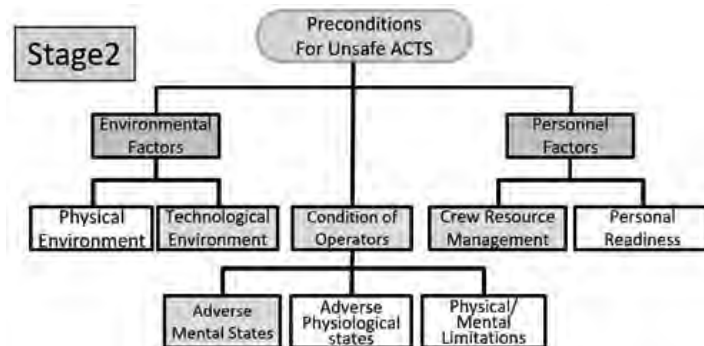 Stage2
Preconditions
For Unsafe ACTS
Environmental
Factors
Personnel
Factors
Physical
Environment
Technological
Environment
Condition of
Operators
Crew Resource
Management
Personal
Readiness
Adverse
Mental States
Adverse
Physiological
states
Physical/
Mental
Limitations